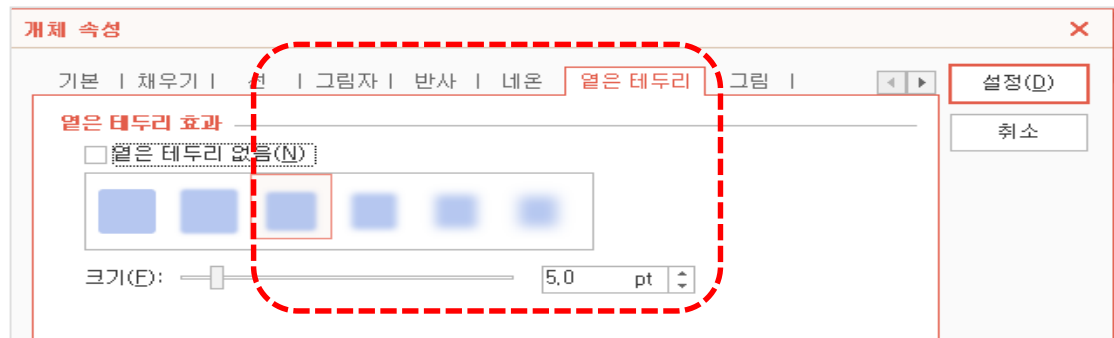 개체 속성
기본 | 채우기 | 선 | 그림자 | 반사 | 네온 옅은 테두리 그림 |
설정(D)
옅은 테두리 효과
취소
옅은 테두리 없음(N)
크기(F): 5.0 pt